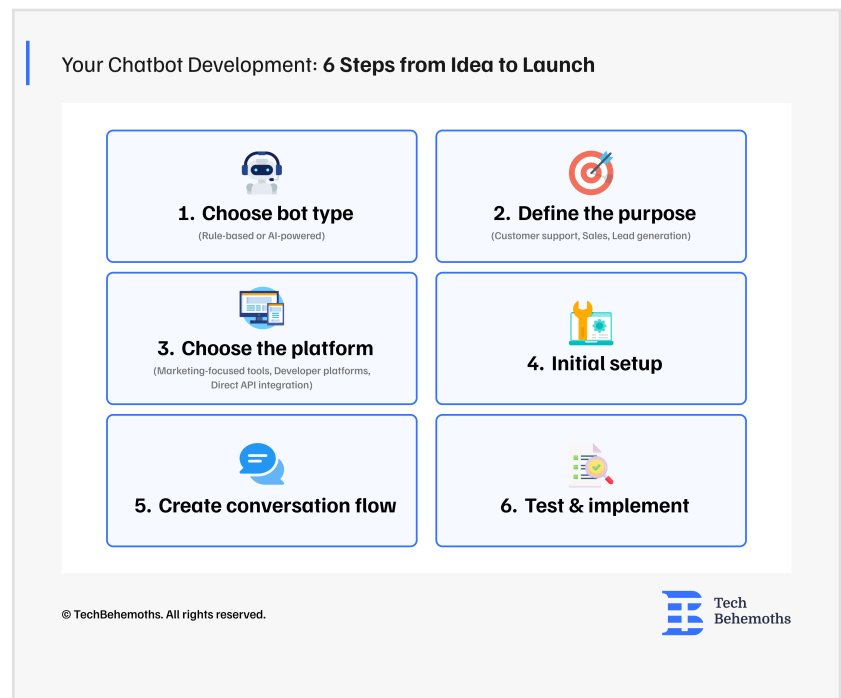 Your Chatbot Development: 6 Steps from Idea to Launch
1. Choose bot type
(Rule-based or AI-powered)
2. Define the purpose
(Customer support, Sales, Lead generation)
3. Choose the platform
(Marketing-focused tools, Developer platforms,
Direct API integration)
4. Initial setup
5. Create conversation flow
6. Test & implement
© TechBehemoths. All rights reserved.
Tech
Behemoths